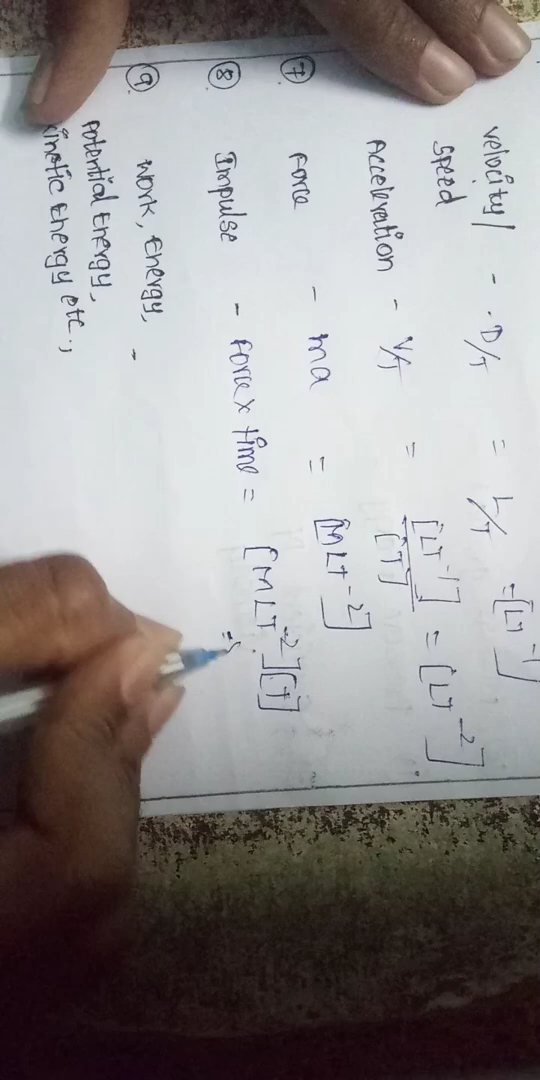 velocity/ - D/T = L/T = [LT⁻¹]
speed
Acceleration - V/T = [LT⁻¹]/[T] = [LT⁻²]
⑦ Force - ma = [MLT⁻²]
⑧ Impulse - Force x time = [MLT⁻²][T]
=
⑨ work, Energy, -
Potential Energy,
kinetic Energy etc.,